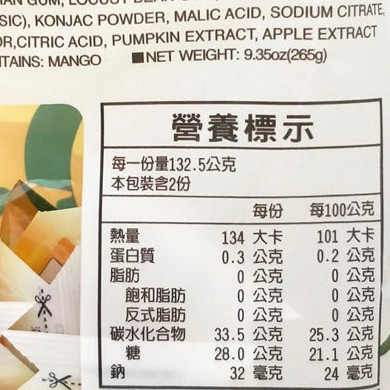 SIC), KONJAC POWDER, MALIC ACID, SODIUM CITRATE,
OR,CITRIC ACID, PUMPKIN EXTRACT, APPLE EXTRACT
NTAINS: MANGO ■NET WEIGHT: 9.35oz(265g)
營養標示
每一份量132.5公克
本包裝含2份
每份 每100公克
熱量 134 大卡 101 大卡
蛋白質 0.3 公克 0.2 公克
脂肪 0 公克 0 公克
飽和脂肪 0 公克 0 公克
反式脂肪 0 公克 0 公克
碳水化合物 33.5 公克 25.3 公克
糖 28.0 公克 21.1 公克
鈉 32 毫克 24 毫克